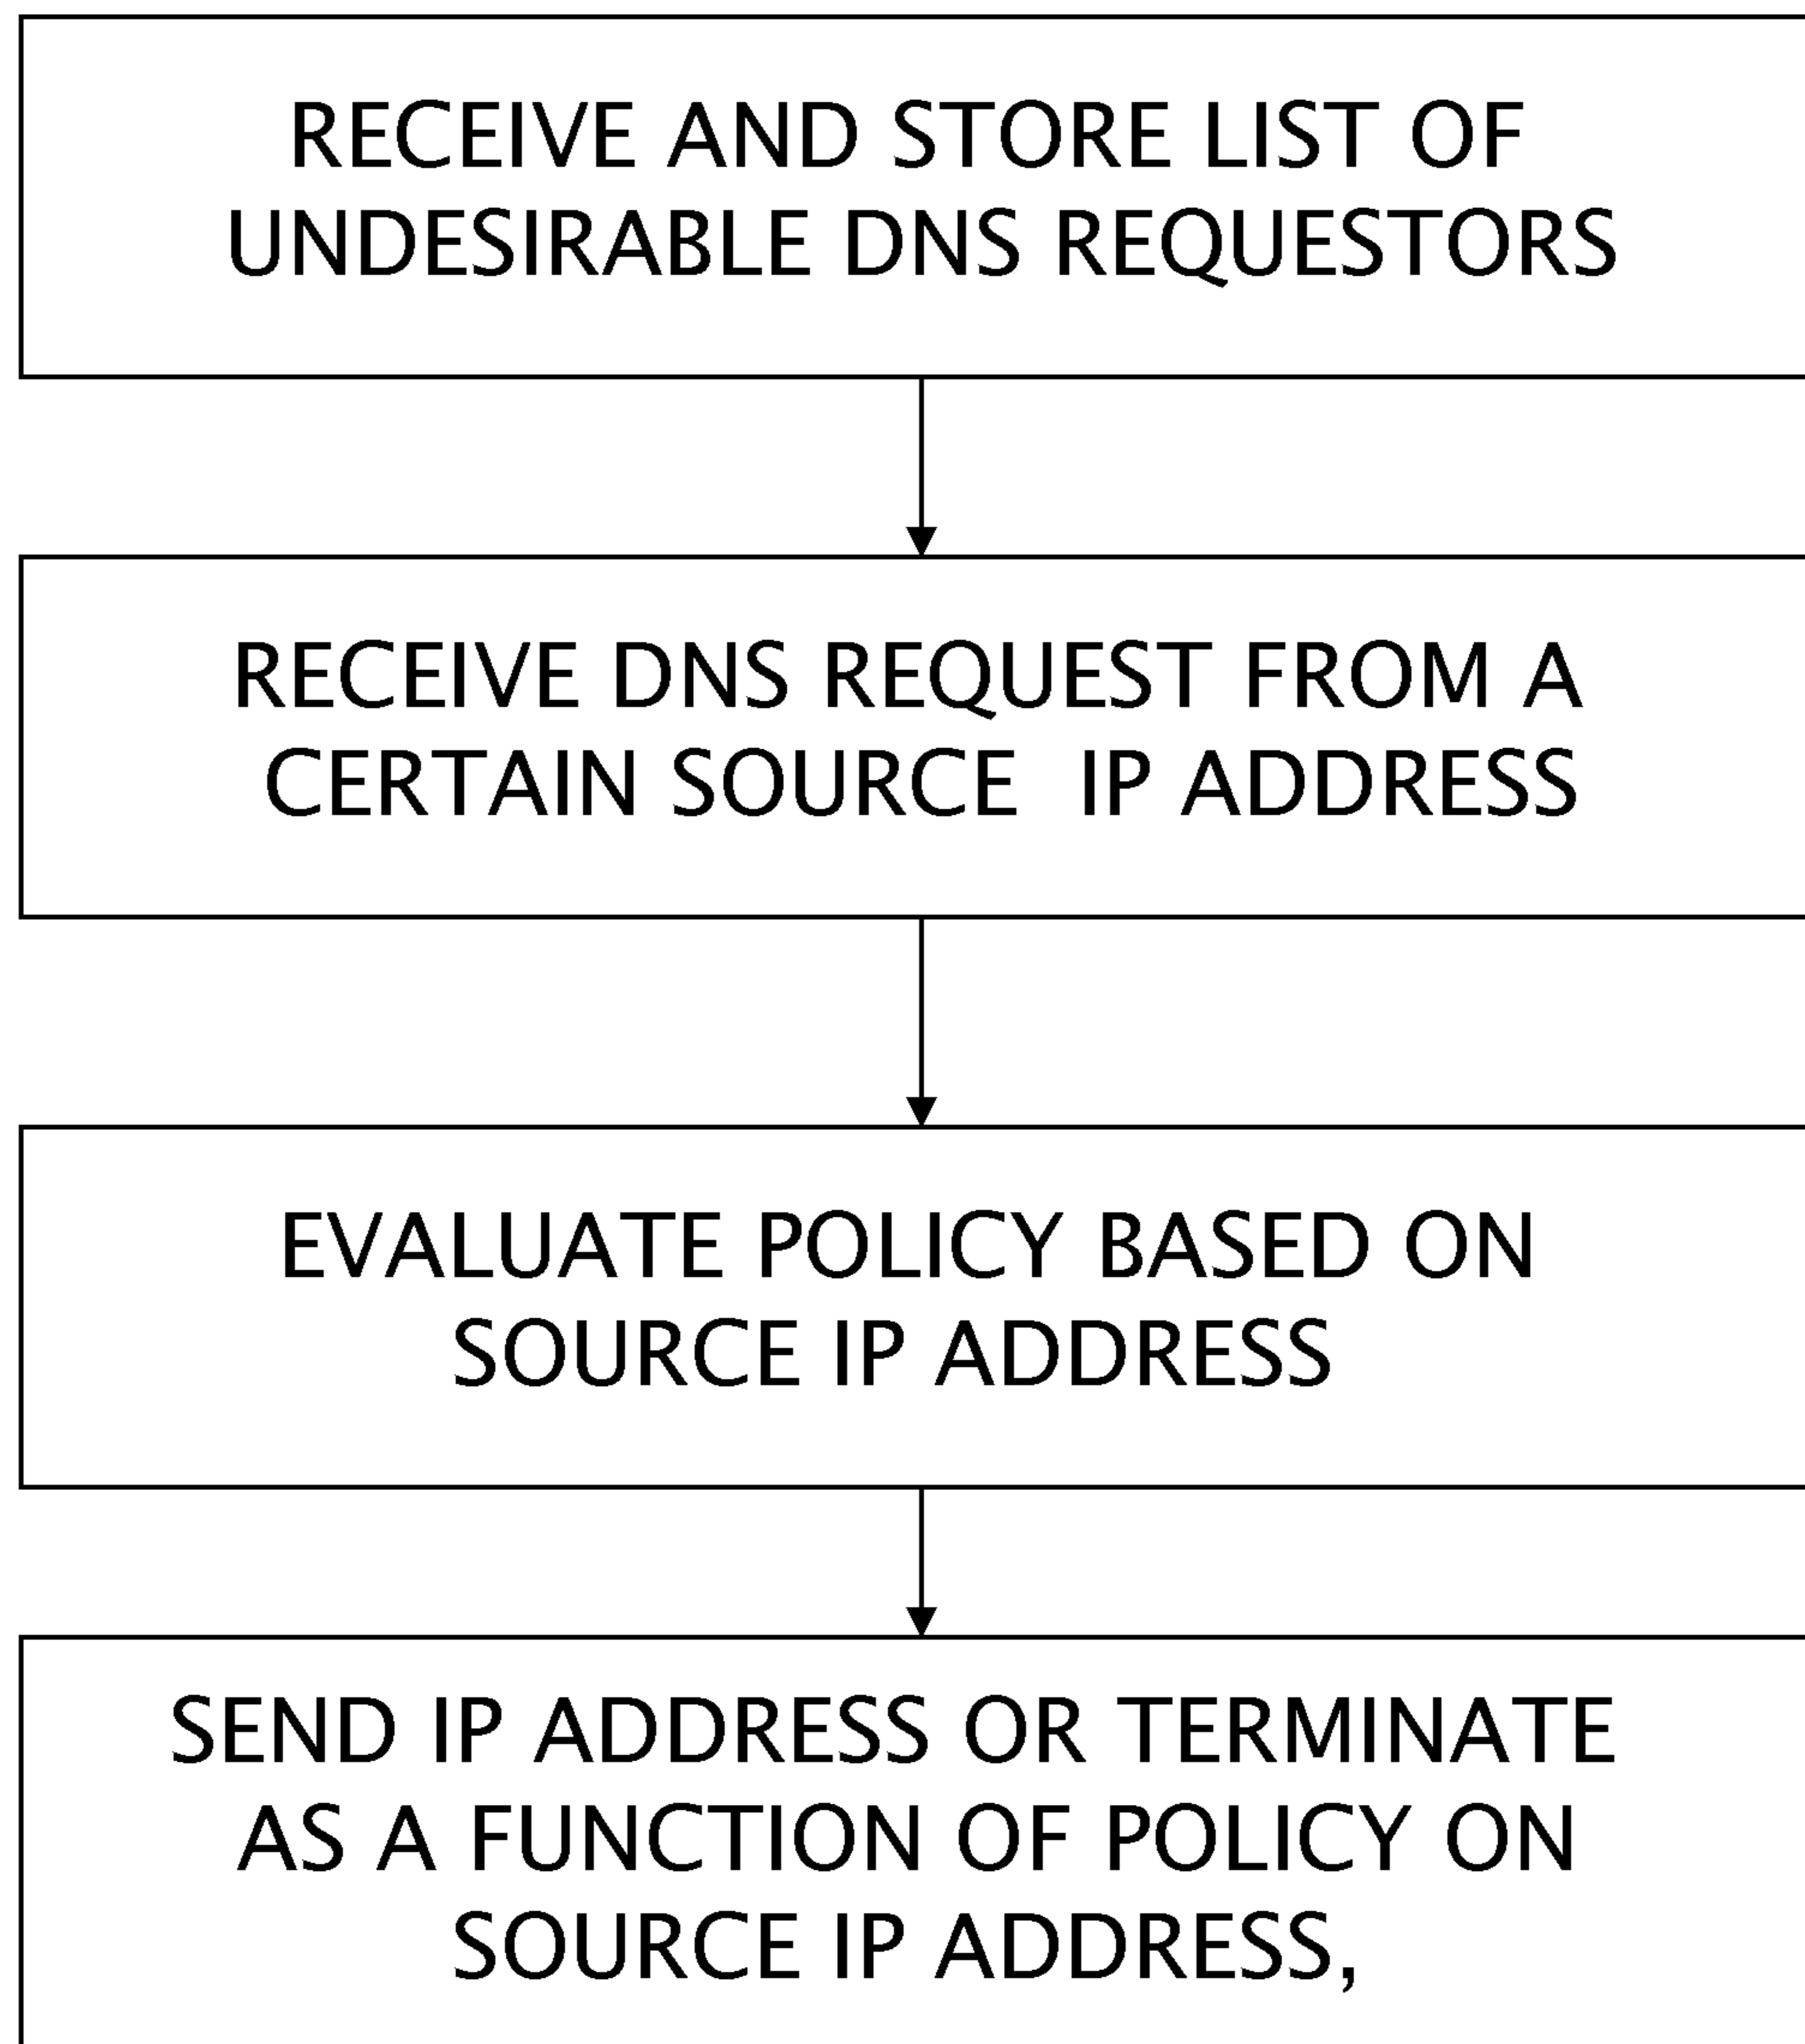 RECEIVE AND STORE LIST OF
UNDESIRABLE DNS REQUESTORS
RECEIVE DNS REQUEST FROM A
CERTAIN SOURCE  IP ADDRESS
EVALUATE POLICY BASED ON
SOURCE IP ADDRESS
SEND IP ADDRESS OR TERMINATE
AS A FUNCTION OF POLICY ON
SOURCE IP ADDRESS,